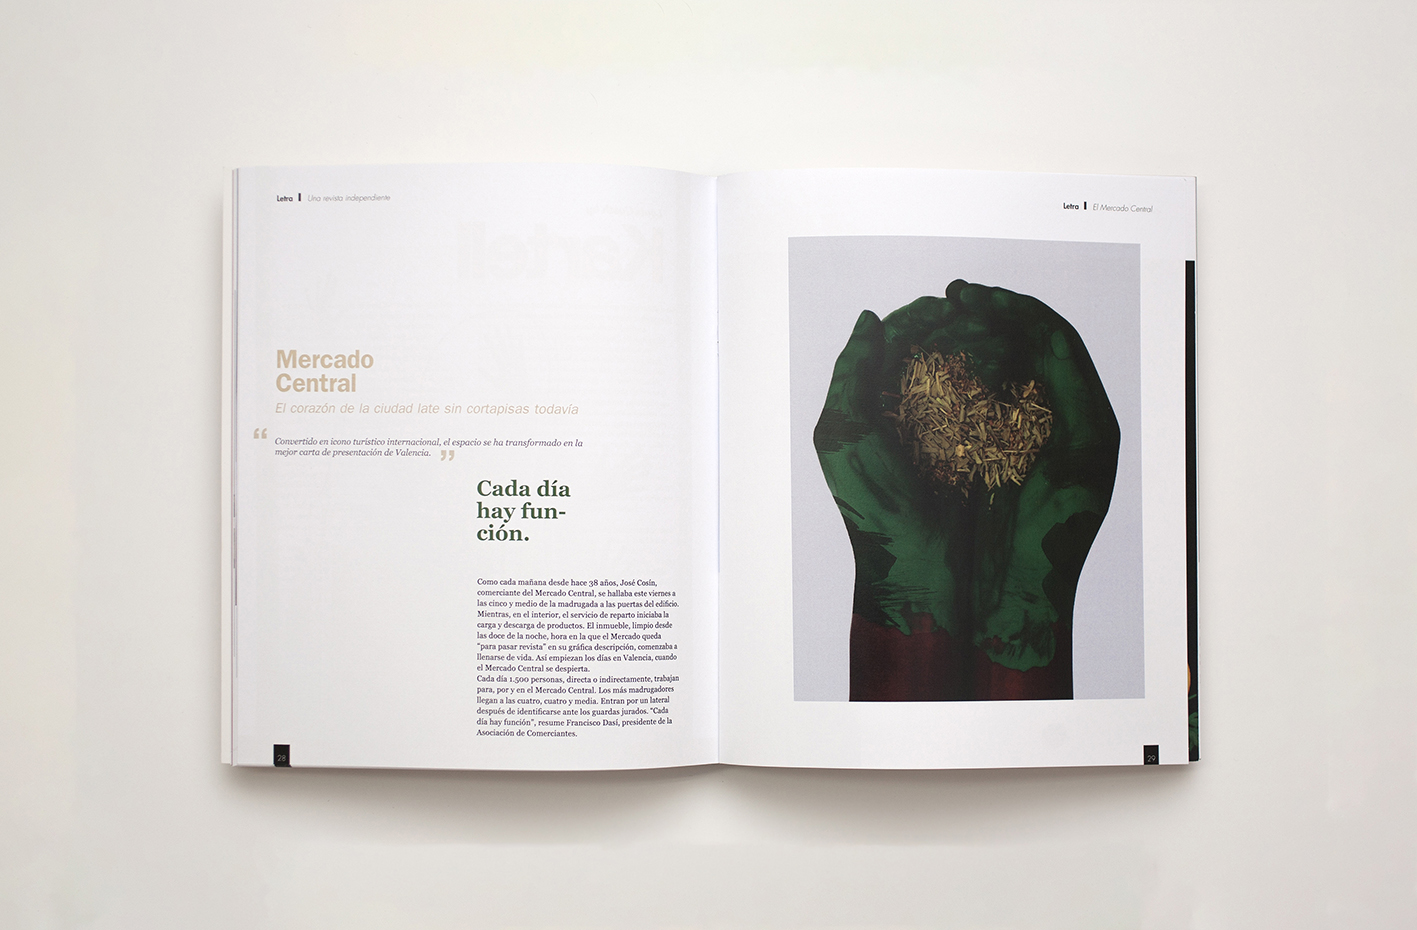 Letra | Una revista independiente
Mercado
Central
El corazón de la ciudad late sin cortapisas todavía
“ Convertido en icono turístico internacional, el espacio se ha transformado en la
mejor carta de presentación de Valencia. ”
Cada día
hay fun-
ción.
Como cada mañana desde hace 38 años, José Cosín,
comerciante del Mercado Central, se hallaba este viernes a
las cinco y medio de la madrugada a las puertas del edificio.
Mientras, en el interior, el servicio de reparto iniciaba la
carga y descarga de productos. El inmueble, limpio desde
las doce de la noche, hora en la que el Mercado queda
“para pasar revista” en su gráfica descripción, comenzaba a
llenarse de vida. Así empiezan los días en Valencia, cuando
el Mercado Central se despierta.
Cada día 1.500 personas, directa o indirectamente, trabajan
para, por y en el Mercado Central. Los más madrugadores
llegan a las cuatro, cuatro y media. Entran por un lateral
después de identificarse ante los guardas jurados. “Cada
día hay función”, resume Francisco Dasí, presidente de la
Asociación de Comerciantes.
28
Letra | El Mercado Central
29
Kartell